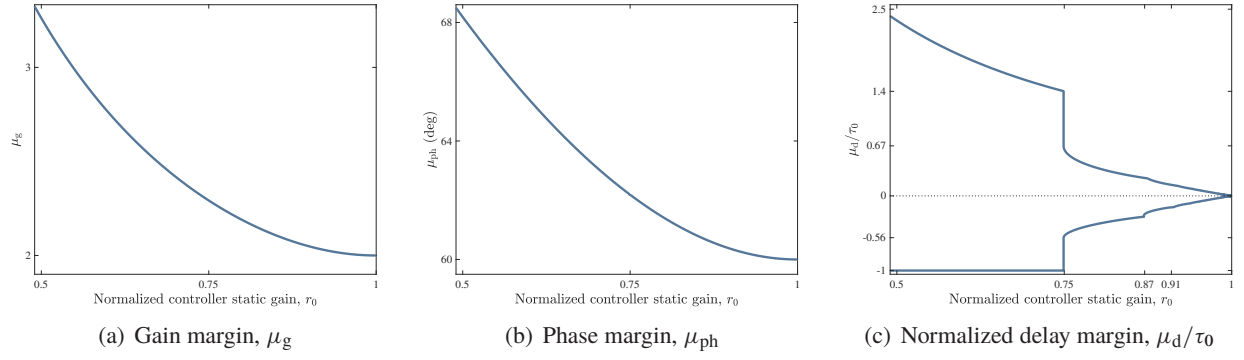 μg
3
2
0.5 0.75 1
Normalized controller static gain, r0
(a) Gain margin, μg
μph (deg)
68
64
60
0.5 0.75 1
Normalized controller static gain, r0
(b) Phase margin, μph
μd/τ0
2.5
1.4
0.67
0
-0.56
-1
0.5 0.75 0.87 0.91 1
Normalized controller static gain, r0
(c) Normalized delay margin, μd/τ0